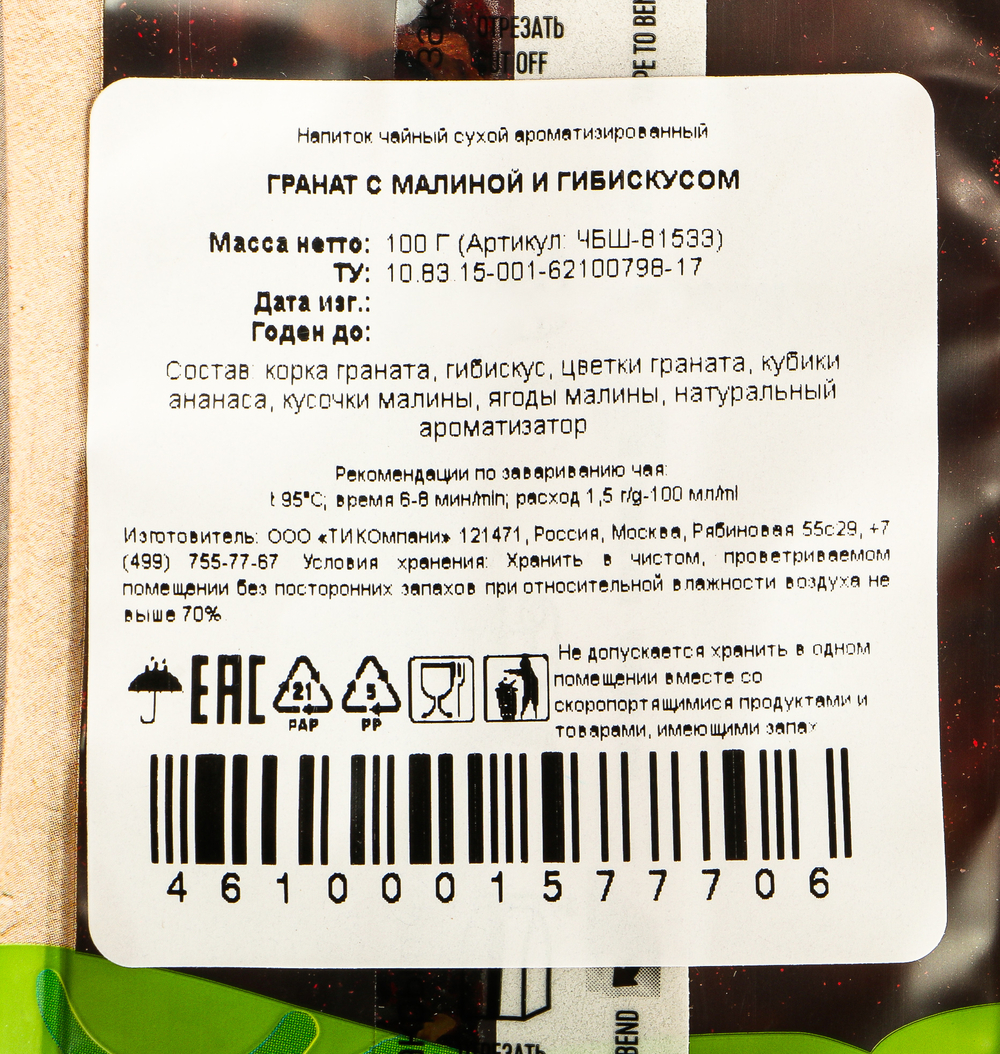 ОТРЕЗАТЬ
OFF
Напиток чайный сухой ароматизированный
ГРАНАТ С МАЛИНОЙ И ГИБИСКУСОМ
Масса нетто: 100 Г (Артикул: ЧБШ-81533)
ТУ: 10.83.15-001-62100798-17
Дата изг.:
Годен до:
Состав: корка граната, гибискус, цветки граната, кубики
ананаса, кусочки малины, ягоды малины, натуральный
ароматизатор
Рекомендации по завариванию чая:
t 95°C; время 6-8 мин/min; расход 1,5 г/g-100 мл/ml
Изготовитель: ООО «ТИКОмпани» 121471, Россия, Москва, Рябиновая 55с29, +7
(499) 755-77-67 Условия хранения: Хранить в чистом, проветриваемом
помещении без посторонних запахов при относительной влажности воздуха не
выше 70%
Не допускается хранить в одном
помещении вместе со
скоропортящимися продуктами и
товарами, имеющими запах
EAC 21 PAP 5 PP
4610001577706
BEND